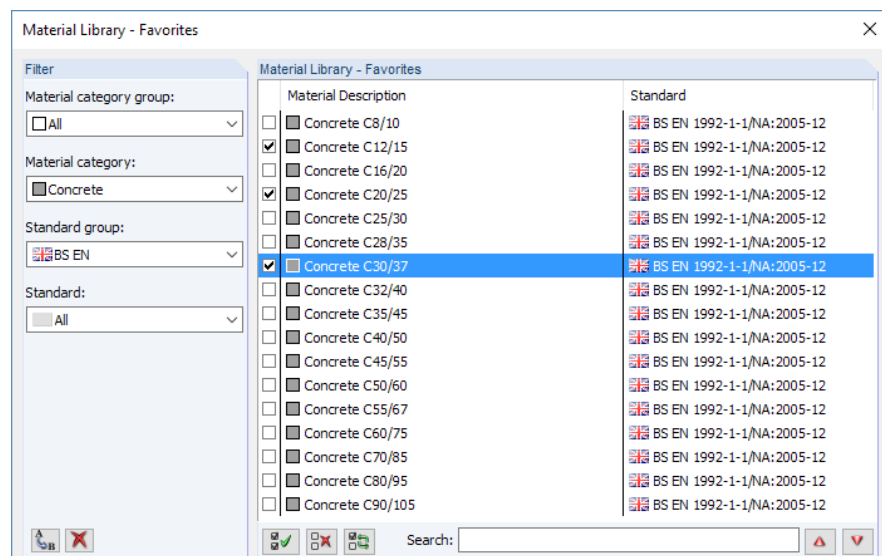 Material Library - Favorites
Filter
Material category group:
All
Material category:
Concrete
Standard group:
BS EN
Standard:
All
Material Library - Favorites
Material Description Standard
Concrete C8/10 BS EN 1992-1-1/NA:2005-12
Concrete C12/15 BS EN 1992-1-1/NA:2005-12
Concrete C16/20 BS EN 1992-1-1/NA:2005-12
Concrete C20/25 BS EN 1992-1-1/NA:2005-12
Concrete C25/30 BS EN 1992-1-1/NA:2005-12
Concrete C28/35 BS EN 1992-1-1/NA:2005-12
Concrete C30/37 BS EN 1992-1-1/NA:2005-12
Concrete C32/40 BS EN 1992-1-1/NA:2005-12
Concrete C35/45 BS EN 1992-1-1/NA:2005-12
Concrete C40/50 BS EN 1992-1-1/NA:2005-12
Concrete C45/55 BS EN 1992-1-1/NA:2005-12
Concrete C50/60 BS EN 1992-1-1/NA:2005-12
Concrete C55/67 BS EN 1992-1-1/NA:2005-12
Concrete C60/75 BS EN 1992-1-1/NA:2005-12
Concrete C70/85 BS EN 1992-1-1/NA:2005-12
Concrete C80/95 BS EN 1992-1-1/NA:2005-12
Concrete C90/105 BS EN 1992-1-1/NA:2005-12
Search: